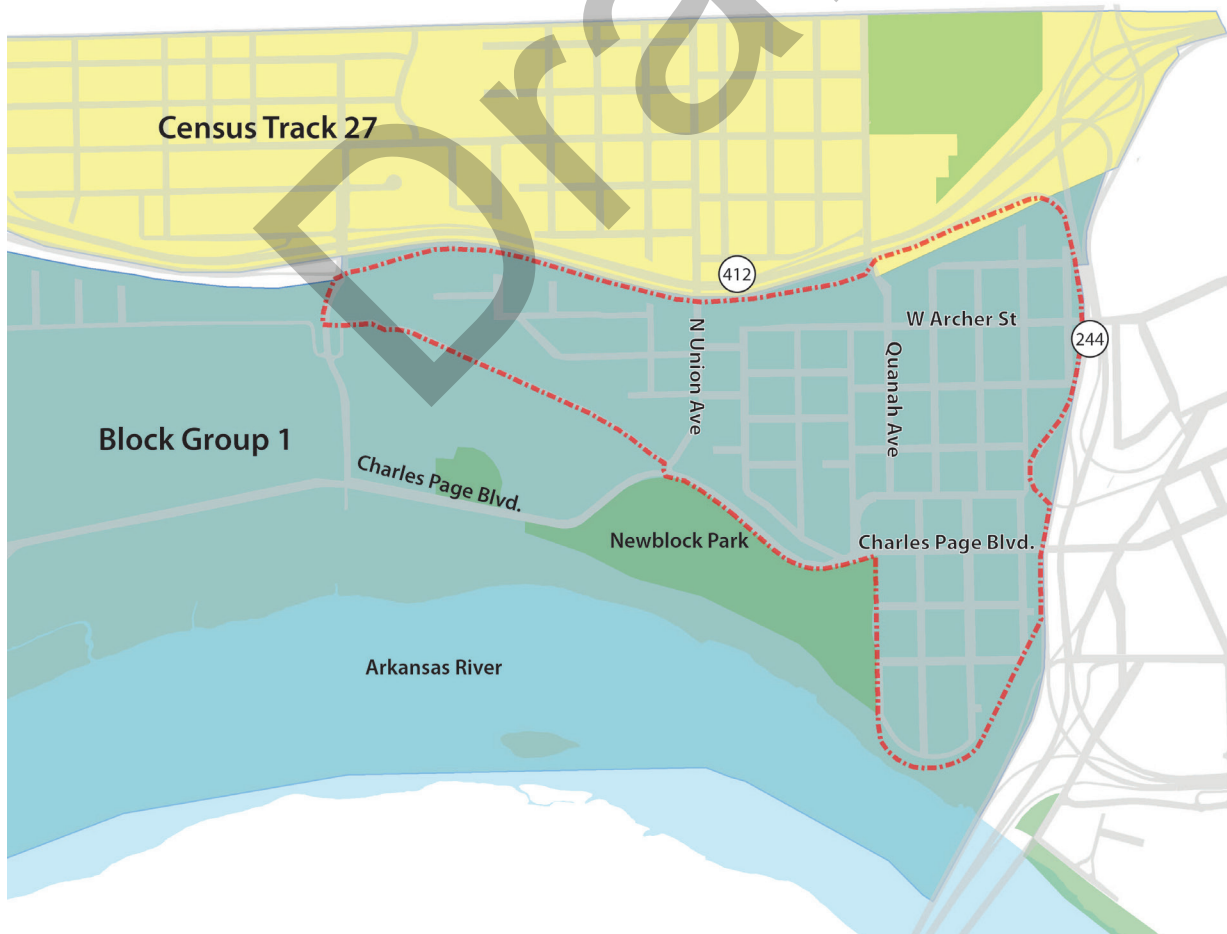 Dra
Census Track 27
412
W Archer St
244
N Union Ave
Quanah Ave
Block Group 1
Charles Page Blvd.
Newblock Park
Charles Page Blvd.
Arkansas River